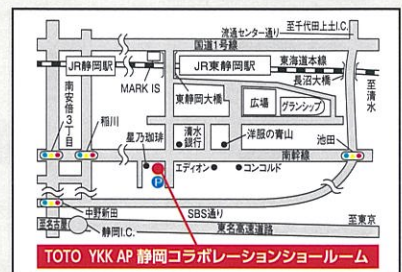 至千代田上土I.C.
流通センター通り
国道1号線
JR静岡駅
JR東静岡駅
東海道本線
長沼大橋
至清水
MARK IS
東静岡大橋
広場
グランシップ
南安倍3丁目
稲川
星乃珈琲
清水銀行
洋服の青山
池田
南幹線
エディオン
コンコルド
P
中野新田
SBS通り
至名古屋
静岡I.C.
東名高速道路
至東京
TOTO YKK AP 静岡コラボレーションショールーム